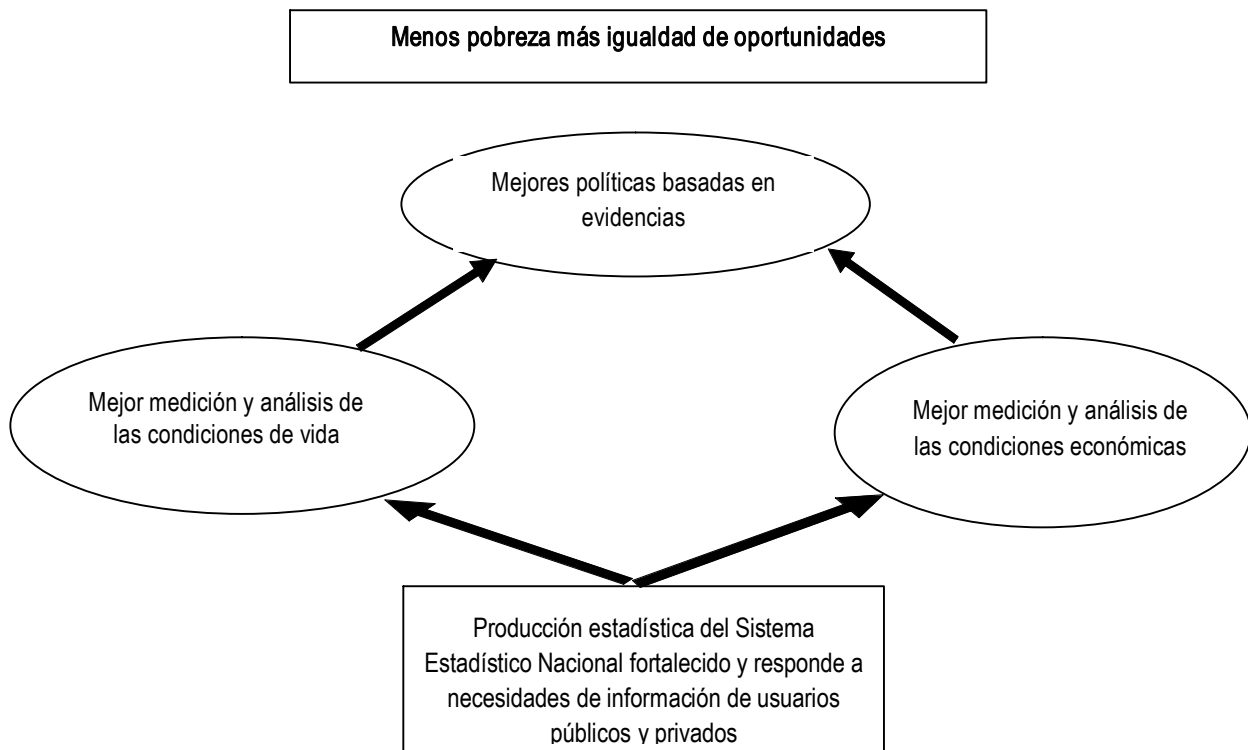 Menos pobreza más igualdad de oportunidades
Mejores políticas basadas en
evidencias
Mejor medición y análisis de
las condiciones de vida
Mejor medición y análisis de
las condiciones económicas
Producción estadística del Sistema
Estadístico Nacional fortalecido y responde a
necesidades de información de usuarios
públicos y privados